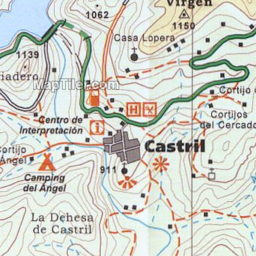 Virgen
1062
1150
Casa Lopera
1139
MapTiler.com
Cortijo d
Centro de
Interpretación
Cortijos
del Cercado
Castril
Cortijo
Ángel
911
Camping
del Ángel
La Dehesa
de Castril